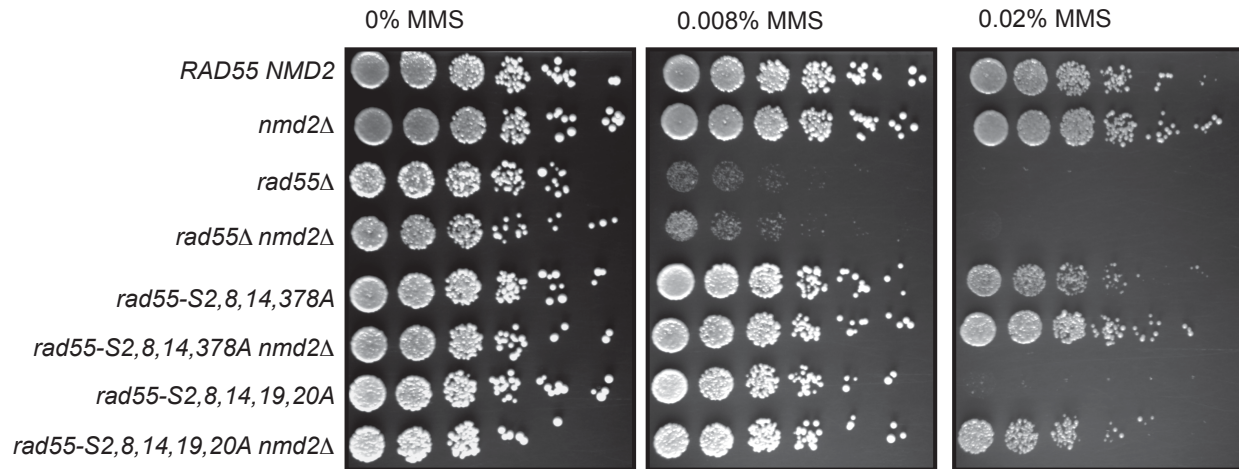 0% MMS 0.008% MMS 0.02% MMS
RAD55 NMD2
nmd2Δ
rad55Δ
rad55Δ nmd2Δ
rad55-S2,8,14,378A
rad55-S2,8,14,378A nmd2Δ
rad55-S2,8,14,19,20A
rad55-S2,8,14,19,20A nmd2Δ